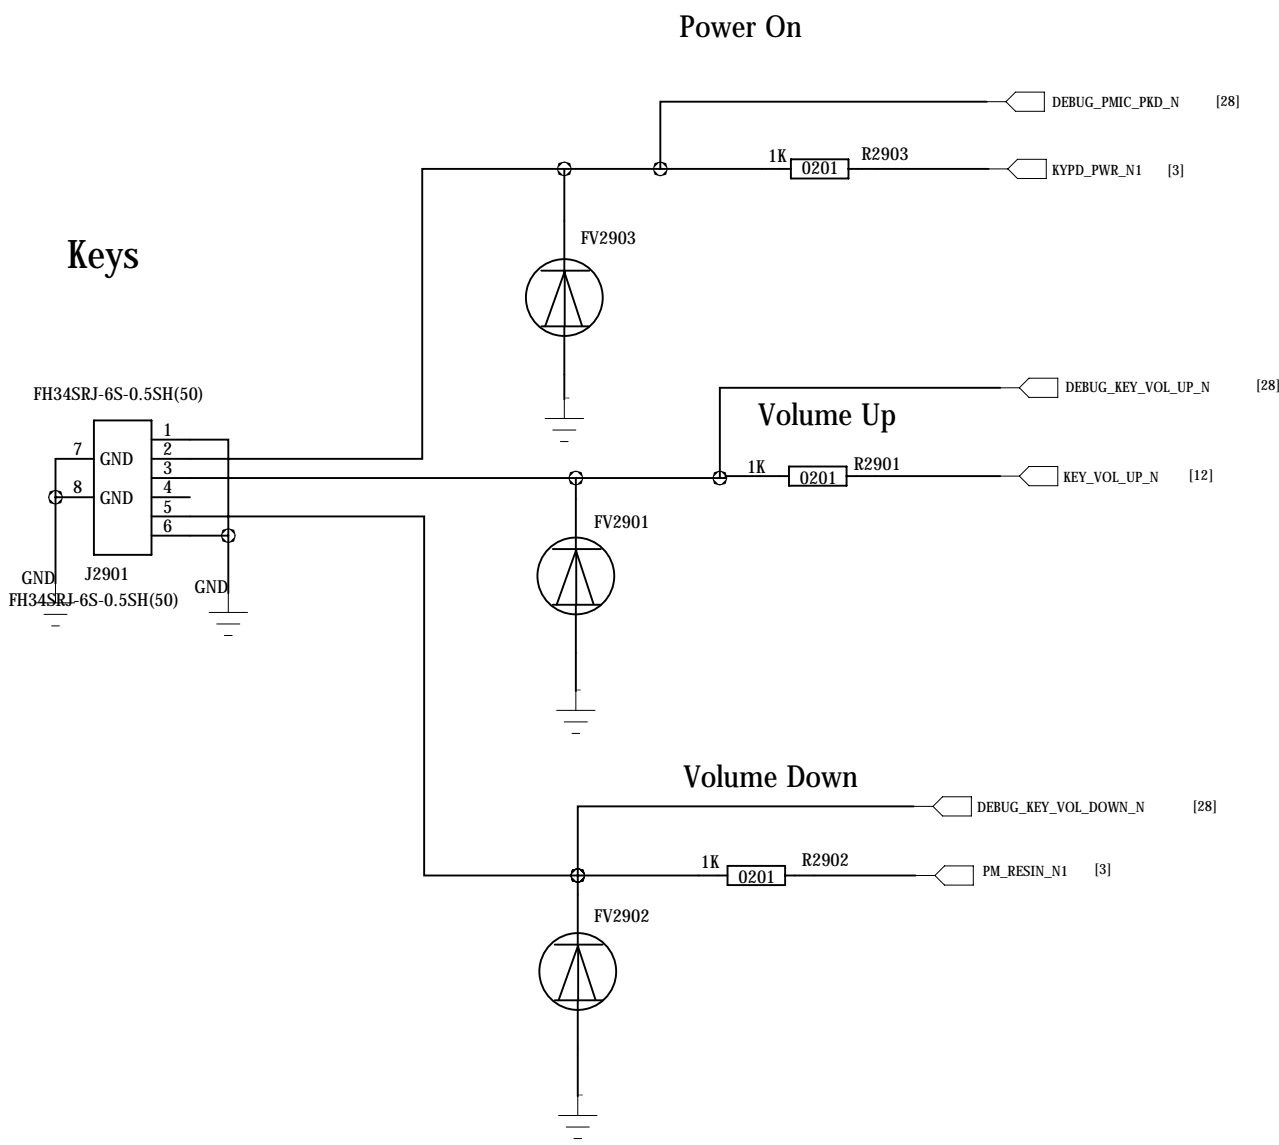 Power On
DEBUG_PMIC_PKD_N [28]
1K R2903
0201
KYPD_PWR_N1 [3]
FV2903
Keys
FH34SRJ-6S-0.5SH(50)
DEBUG_KEY_VOL_UP_N [28]
Volume Up
1K R2901
0201
KEY_VOL_UP_N [12]
1
7 GND 2
3
8 GND 4
5
6
FV2901
GND J2901 GND
FH34SRJ-6S-0.5SH(50)
Volume Down
DEBUG_KEY_VOL_DOWN_N [28]
1K R2902
0201
PM_RESIN_N1 [3]
FV2902